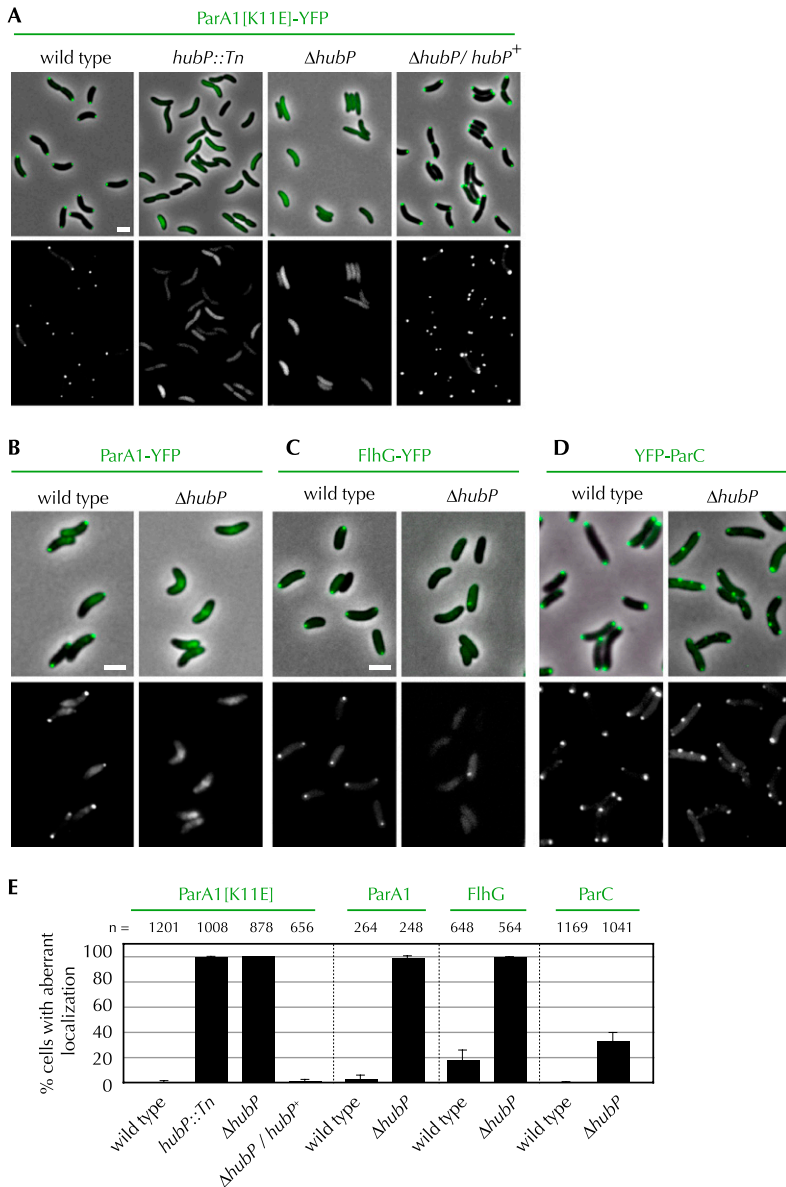 A
ParA1[K11E]-YFP
wild type hubP::Tn ΔhubP ΔhubP/ hubP+
B C D
ParA1-YFP FlhG-YFP YFP-ParC
wild type ΔhubP wild type ΔhubP wild type ΔhubP
E
ParA1[K11E] ParA1 FlhG ParC
n = 1201 1008 878 656 264 248 648 564 1169 1041
% cells with aberrant
localization
100
80
60
40
20
0
wild type hubP::Tn ΔhubP ΔhubP / hubP+ wild type ΔhubP wild type ΔhubP wild type ΔhubP